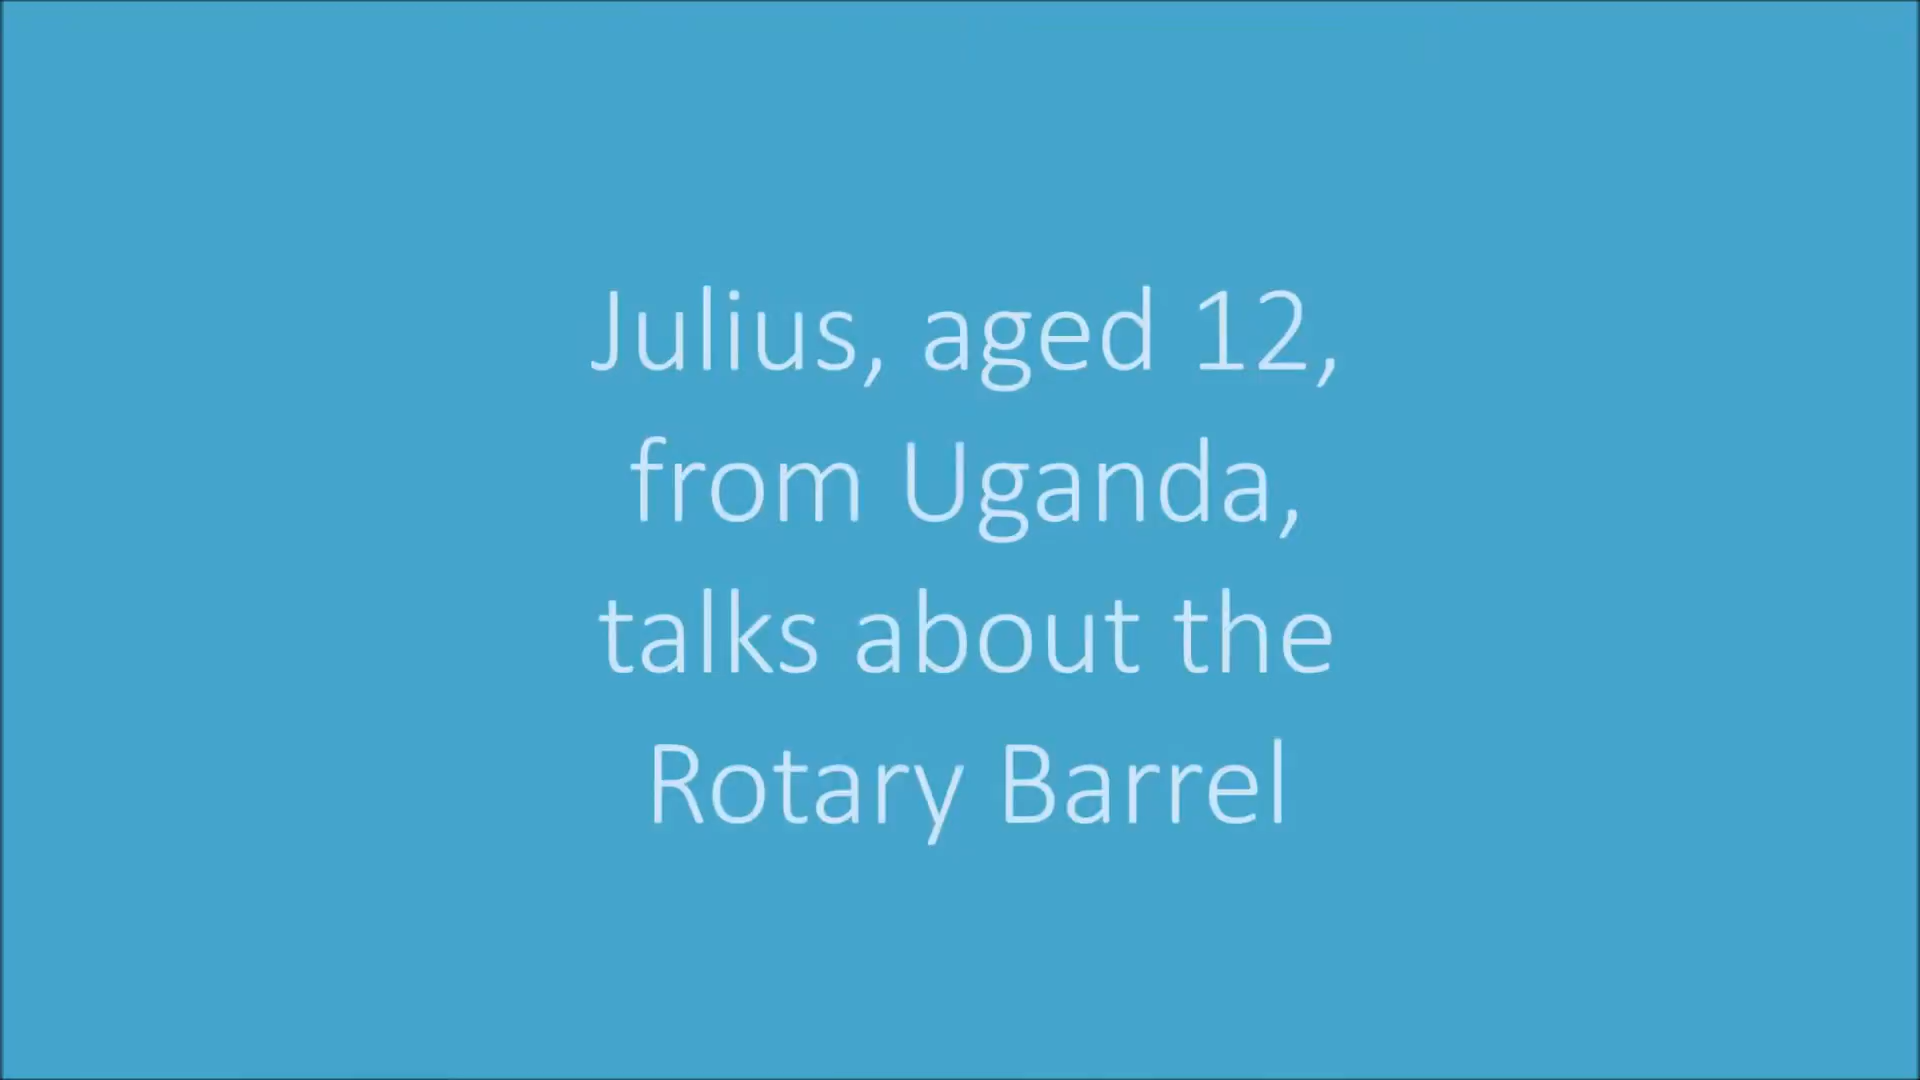 Julius, aged 12,
from Uganda,
talks about the
Rotary Barrel